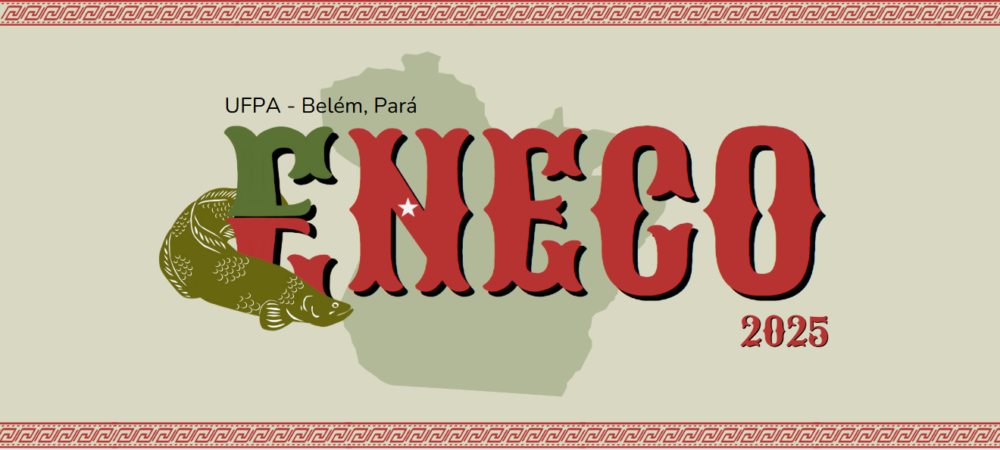 UFPA - Belém, Pará
ENECO
2025